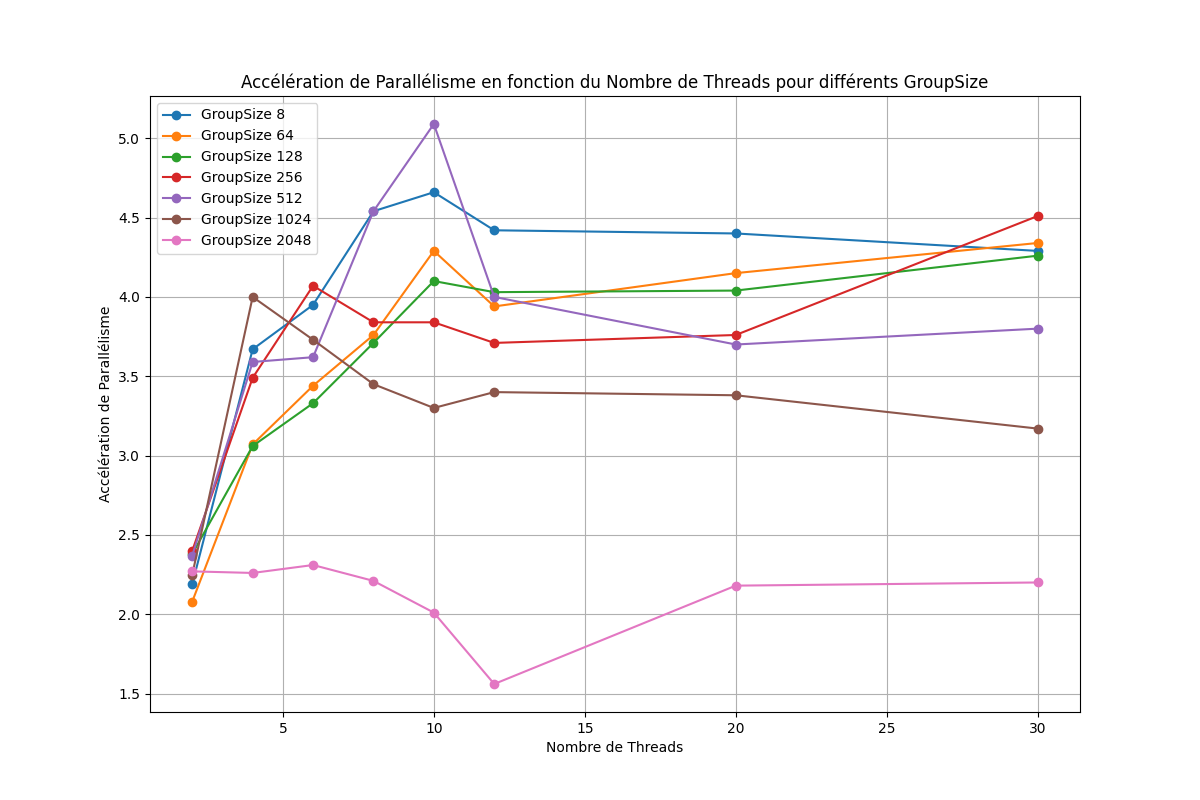 Accélération de Parallélisme en fonction du Nombre de Threads pour différents GroupSize
GroupSize 8
GroupSize 64
GroupSize 128
GroupSize 256
GroupSize 512
GroupSize 1024
GroupSize 2048
Accélération de Parallélisme
5.0
4.5
4.0
3.5
3.0
2.5
2.0
1.5
5
10
15
20
25
30
Nombre de Threads